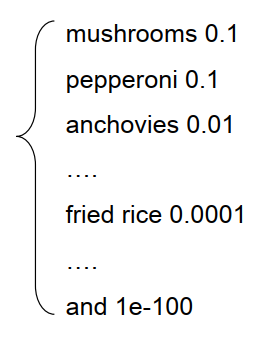 mushrooms 0.1
pepperoni 0.1
anchovies 0.01
….
fried rice 0.0001
….
and 1e-100